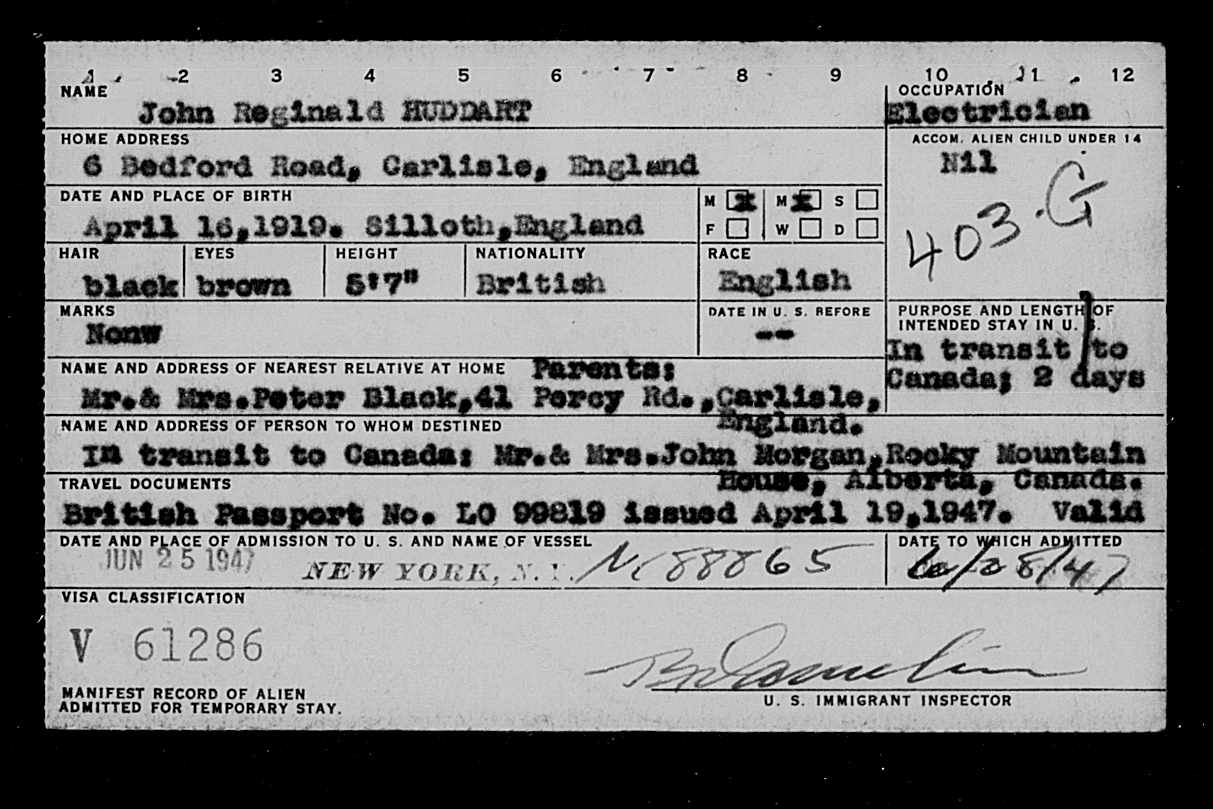 1 2 3 4 5 6 7 8 9 10 11 12
NAME
John Reginald HUDDART
OCCUPATION
Electrician
HOME ADDRESS
6 Bedford Road, Carlisle, England
ACCOM. ALIEN CHILD UNDER 14
Nil
403.G
DATE AND PLACE OF BIRTH
April 16,1919. Silloth,England
M x M x S
F W D
HAIR EYES HEIGHT NATIONALITY RACE
black brown 5'7" British English
MARKS
Nonw
DATE IN U. S. BEFORE
--
PURPOSE AND LENGTH OF
INTENDED STAY IN U. S.
In transit to
Canada; 2 days
NAME AND ADDRESS OF NEAREST RELATIVE AT HOME Parents:
Mr.& Mrs.Peter Black,41 Percy Rd.,Carlisle,
England.
NAME AND ADDRESS OF PERSON TO WHOM DESTINED
In transit to Canada: Mr.& Mrs.John Morgan,Rocky Mountain
House, Alberta, Canada.
TRAVEL DOCUMENTS
British Passport No. LO 99819 issued April 19,1947. Valid
DATE AND PLACE OF ADMISSION TO U. S. AND NAME OF VESSEL
JUN 25 1947 NEW YORK, N.Y. 88865
DATE TO WHICH ADMITTED
6/28/47
VISA CLASSIFICATION
V 61286
MANIFEST RECORD OF ALIEN
ADMITTED FOR TEMPORARY STAY.
U. S. IMMIGRANT INSPECTOR